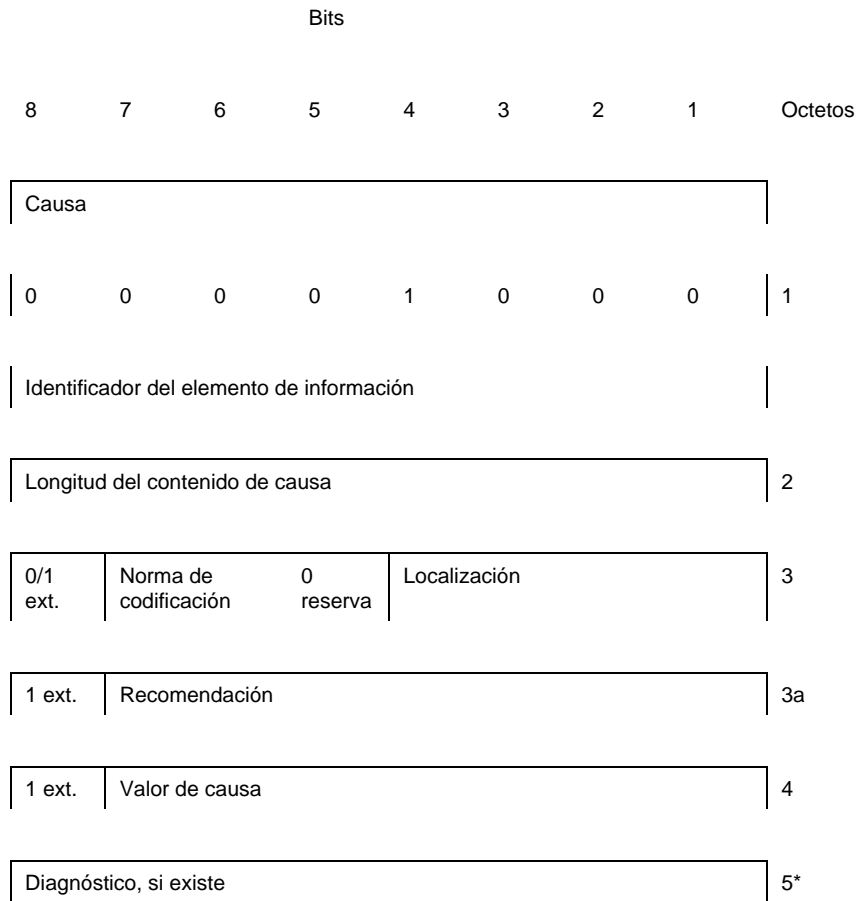 Bits
8 7 6 5 4 3 2 1 Octetos
Causa
0 0 0 0 1 0 0 0 1
Identificador del elemento de información
Longitud del contenido de causa 2
0/1 Norma de 0 Localización 3
ext. codificación reserva
1 ext. Recomendación 3a
1 ext. Valor de causa 4
Diagnóstico, si existe 5*